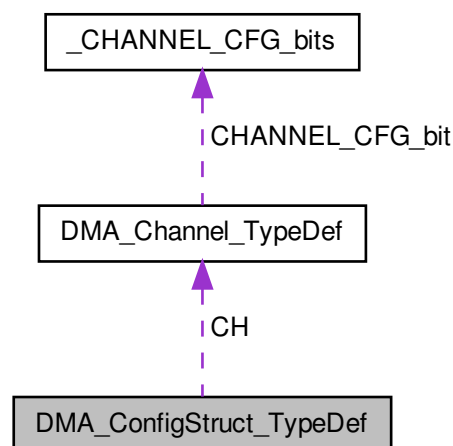 _CHANNEL_CFG_bits
CHANNEL_CFG_bit
DMA_Channel_TypeDef
CH
DMA_ConfigStruct_TypeDef